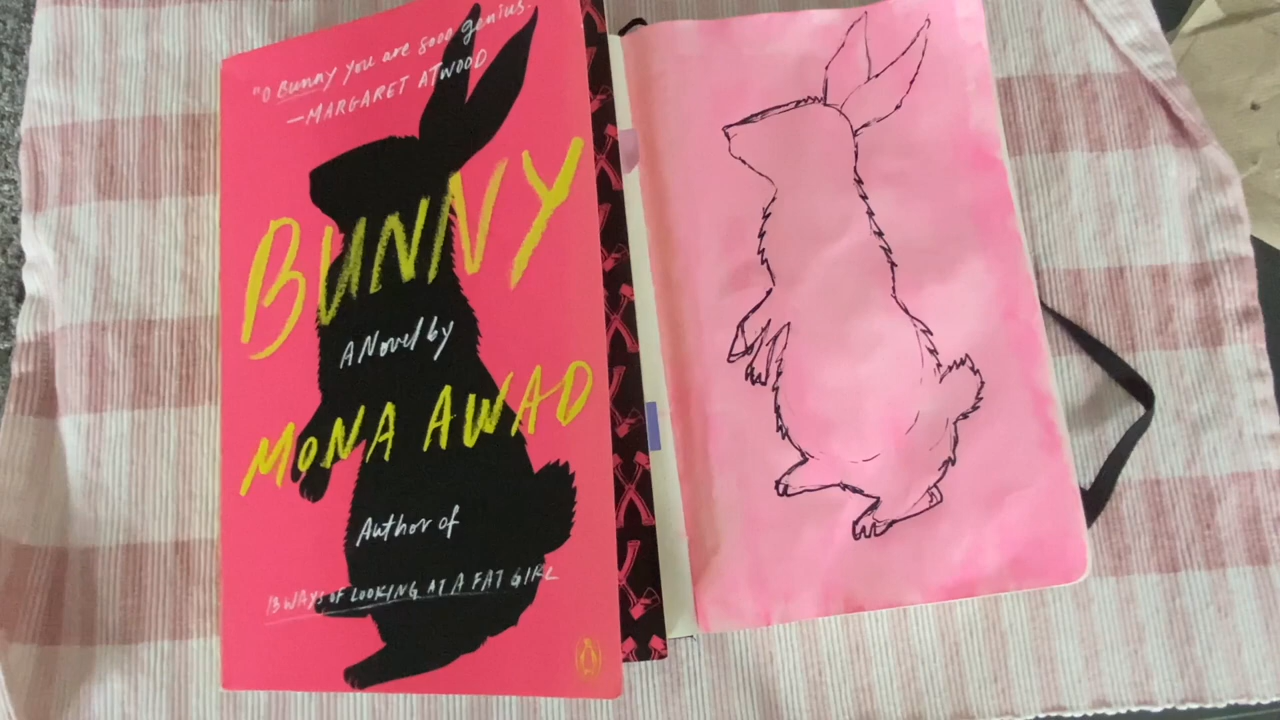 "O Bunny you are sooo genius."
—MARGARET ATWOOD
BUNNY
A Novel by
MONA AWAD
Author of
13 WAYS OF LOOKING AT A FAT GIRL